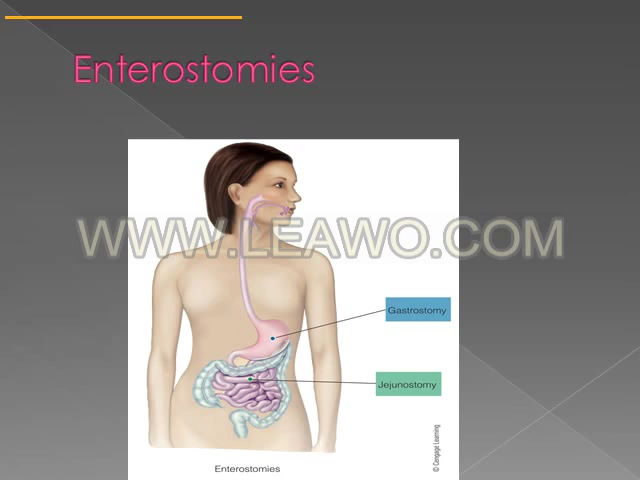 Enterostomies
WWW.LEAWO.COM
Gastrostomy
Jejunostomy
© Cengage Learning
Enterostomies